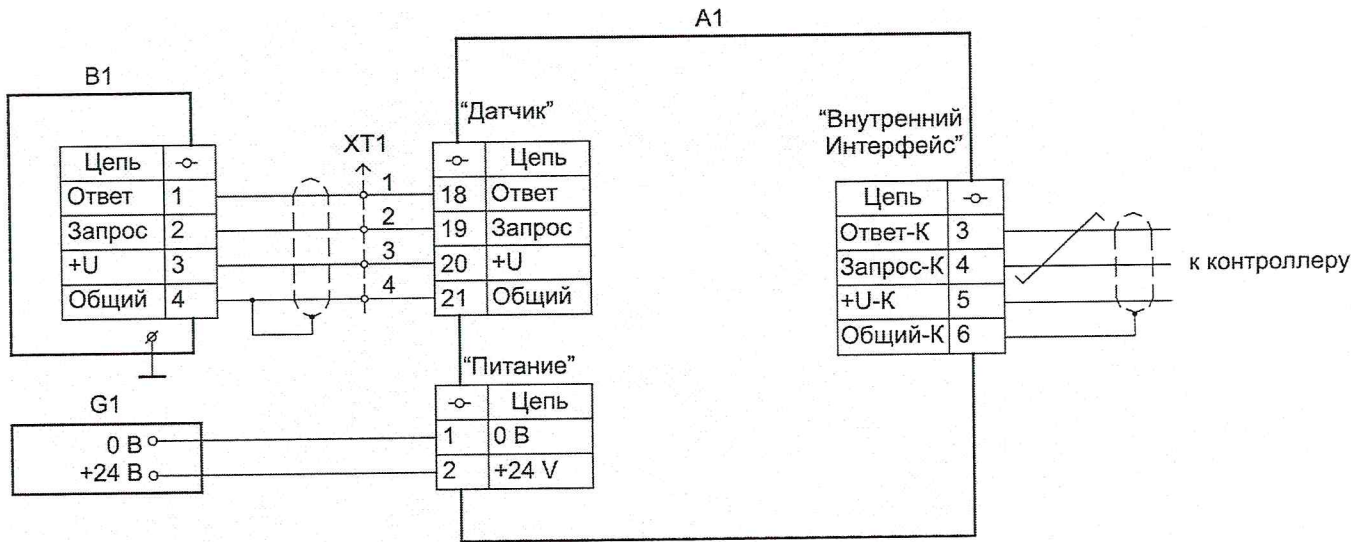 A1
B1
"Датчик"
"Внутренний
Интерфейс"
XT1
Цепь
Ответ 1
Запрос 2
+U 3
Общий 4
1
2
3
4
Цепь
18 Ответ
19 Запрос
20 +U
21 Общий
Цепь
Ответ-К 3
Запрос-К 4
+U-К 5
Общий-К 6
к контроллеру
"Питание"
Цепь
1 0 В
2 +24 V
G1
0 В
+24 В